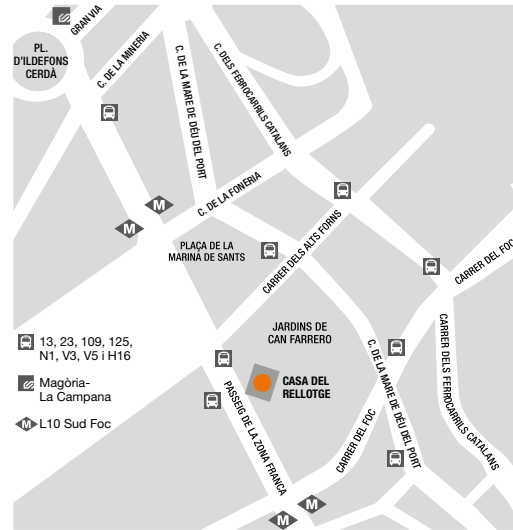 GRAN VIA
PL.
D'ILDEFONS
CERDÀ
C. DE LA MINERIA
C. DE LA MARE DE DÉU DEL PORT
C. DELS FERROCARRILS CATALANS
M
M
C. DE LA FONERIA
PLAÇA DE LA
MARINA DE SANTS
CARRER DELS ALTS FORNS
CARRER DEL FOC
JARDINS DE
CAN FARRERO
CASA DEL
RELLOTGE
C. DE LA MARE DE DÉU DEL PORT
CARRER DELS FERROCARRILS CATALANS
PASSEIG DE LA ZONA FRANCA
CARRER DEL FOC
M
M
13, 23, 109, 125,
N1, V3, V5 i H16
Magòria-
La Campana
M L10 Sud Foc